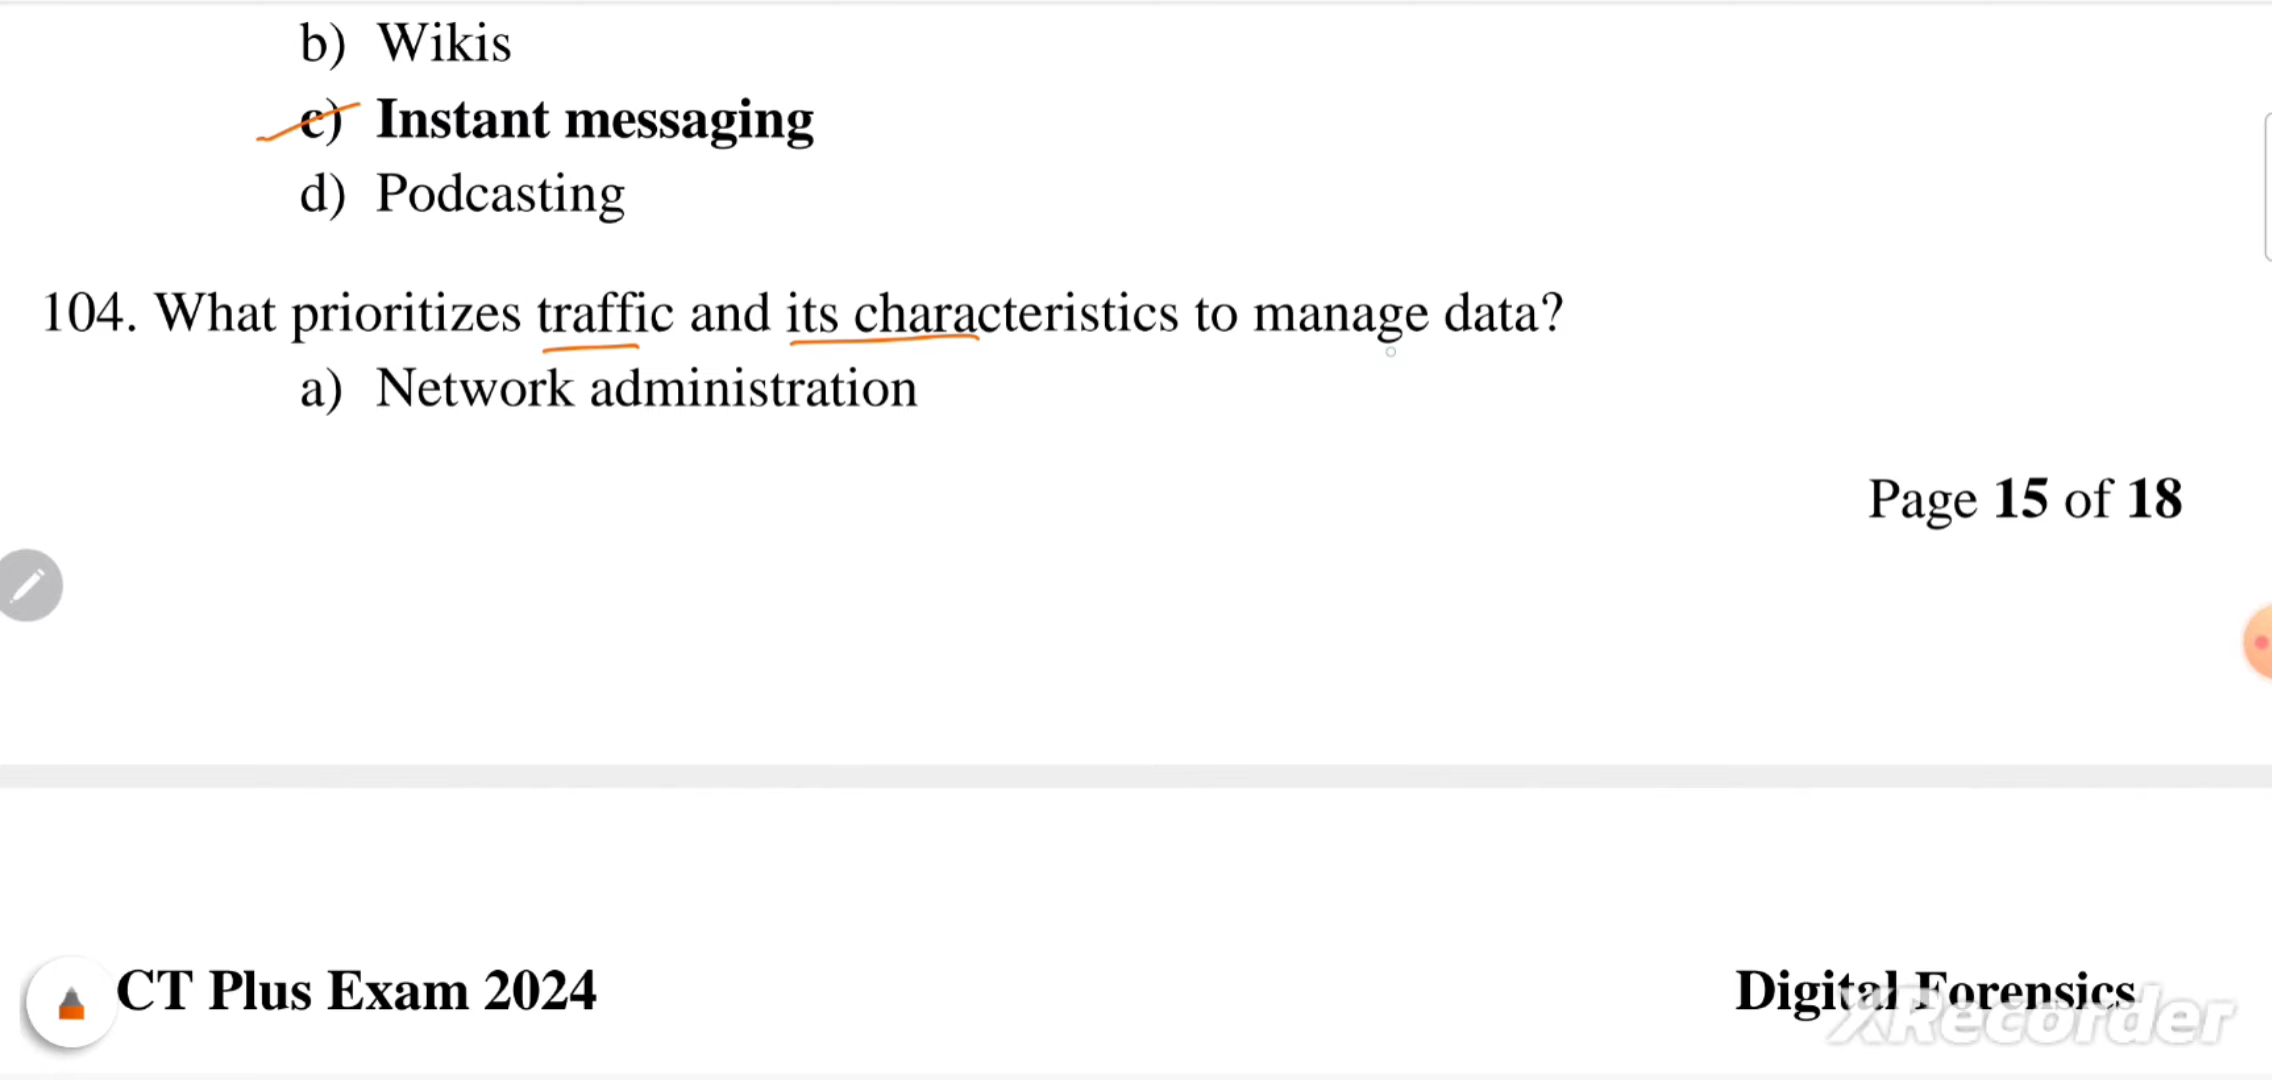 b) Wikis
c) Instant messaging
d) Podcasting
104. What prioritizes traffic and its characteristics to manage data?
a) Network administration
Page 15 of 18
CT Plus Exam 2024
Digital Forensics
XRecorder